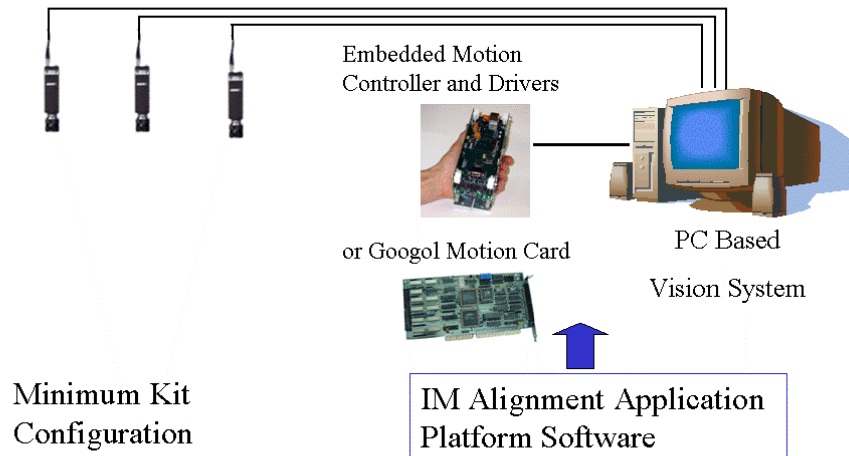 Embedded Motion
Controller and Drivers
or Googol Motion Card
PC Based
Vision System
Minimum Kit
Configuration
IM Alignment Application
Platform Software